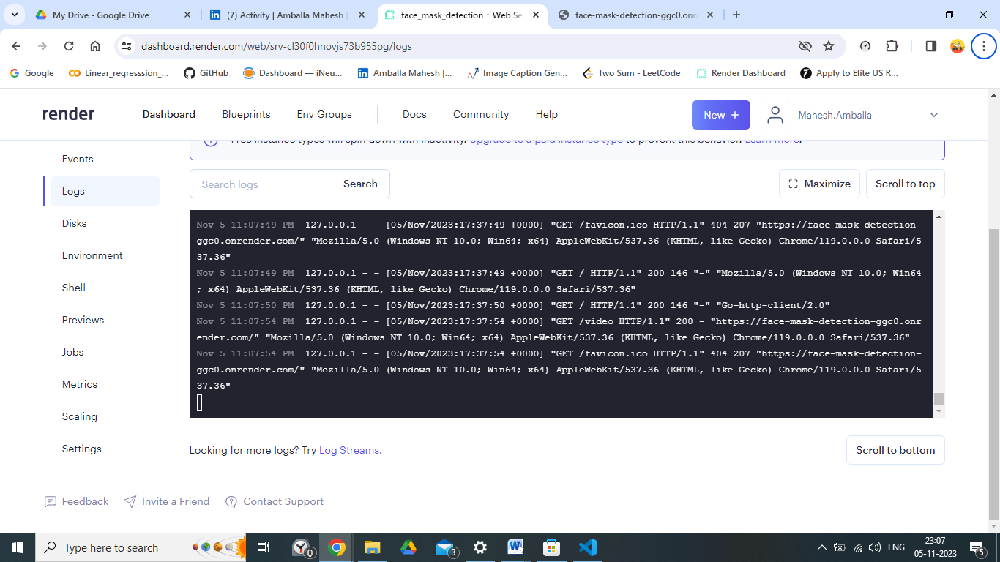 My Drive - Google Drive
(7) Activity | Amballa Mahesh |
face_mask_detection · Web Se
face-mask-detection-ggc0.onre
dashboard.render.com/web/srv-cl30f0hnovjs73b955pg/logs
Google
Linear_regresssion_...
GitHub
Dashboard — iNeu...
Amballa Mahesh |...
Image Caption Gen...
Two Sum - LeetCode
Render Dashboard
Apply to Elite US R...
render
Dashboard
Blueprints
Env Groups
Docs
Community
Help
New +
Mahesh.Amballa
Free instance types will spin down with inactivity. Upgrade to a paid instance type to prevent this behavior. Learn more.
Events
Logs
Disks
Environment
Shell
Previews
Jobs
Metrics
Scaling
Settings
Search logs
Search
Maximize
Scroll to top
Nov 5 11:07:49 PM 127.0.0.1 - - [05/Nov/2023:17:37:49 +0000] "GET /favicon.ico HTTP/1.1" 404 207 "https://face-mask-detection-
ggc0.onrender.com/" "Mozilla/5.0 (Windows NT 10.0; Win64; x64) AppleWebKit/537.36 (KHTML, like Gecko) Chrome/119.0.0.0 Safari/5
37.36"
Nov 5 11:07:49 PM 127.0.0.1 - - [05/Nov/2023:17:37:49 +0000] "GET / HTTP/1.1" 200 146 "-" "Mozilla/5.0 (Windows NT 10.0; Win64
; x64) AppleWebKit/537.36 (KHTML, like Gecko) Chrome/119.0.0.0 Safari/537.36"
Nov 5 11:07:50 PM 127.0.0.1 - - [05/Nov/2023:17:37:50 +0000] "GET / HTTP/1.1" 200 146 "-" "Go-http-client/2.0"
Nov 5 11:07:54 PM 127.0.0.1 - - [05/Nov/2023:17:37:54 +0000] "GET /video HTTP/1.1" 200 - "https://face-mask-detection-ggc0.onr
ender.com/" "Mozilla/5.0 (Windows NT 10.0; Win64; x64) AppleWebKit/537.36 (KHTML, like Gecko) Chrome/119.0.0.0 Safari/537.36"
Nov 5 11:07:54 PM 127.0.0.1 - - [05/Nov/2023:17:37:54 +0000] "GET /favicon.ico HTTP/1.1" 404 207 "https://face-mask-detection-
ggc0.onrender.com/" "Mozilla/5.0 (Windows NT 10.0; Win64; x64) AppleWebKit/537.36 (KHTML, like Gecko) Chrome/119.0.0.0 Safari/5
37.36"
Looking for more logs? Try Log Streams.
Scroll to bottom
Feedback
Invite a Friend
Contact Support
Type here to search
0
3
ENG
23:07
05-11-2023
5